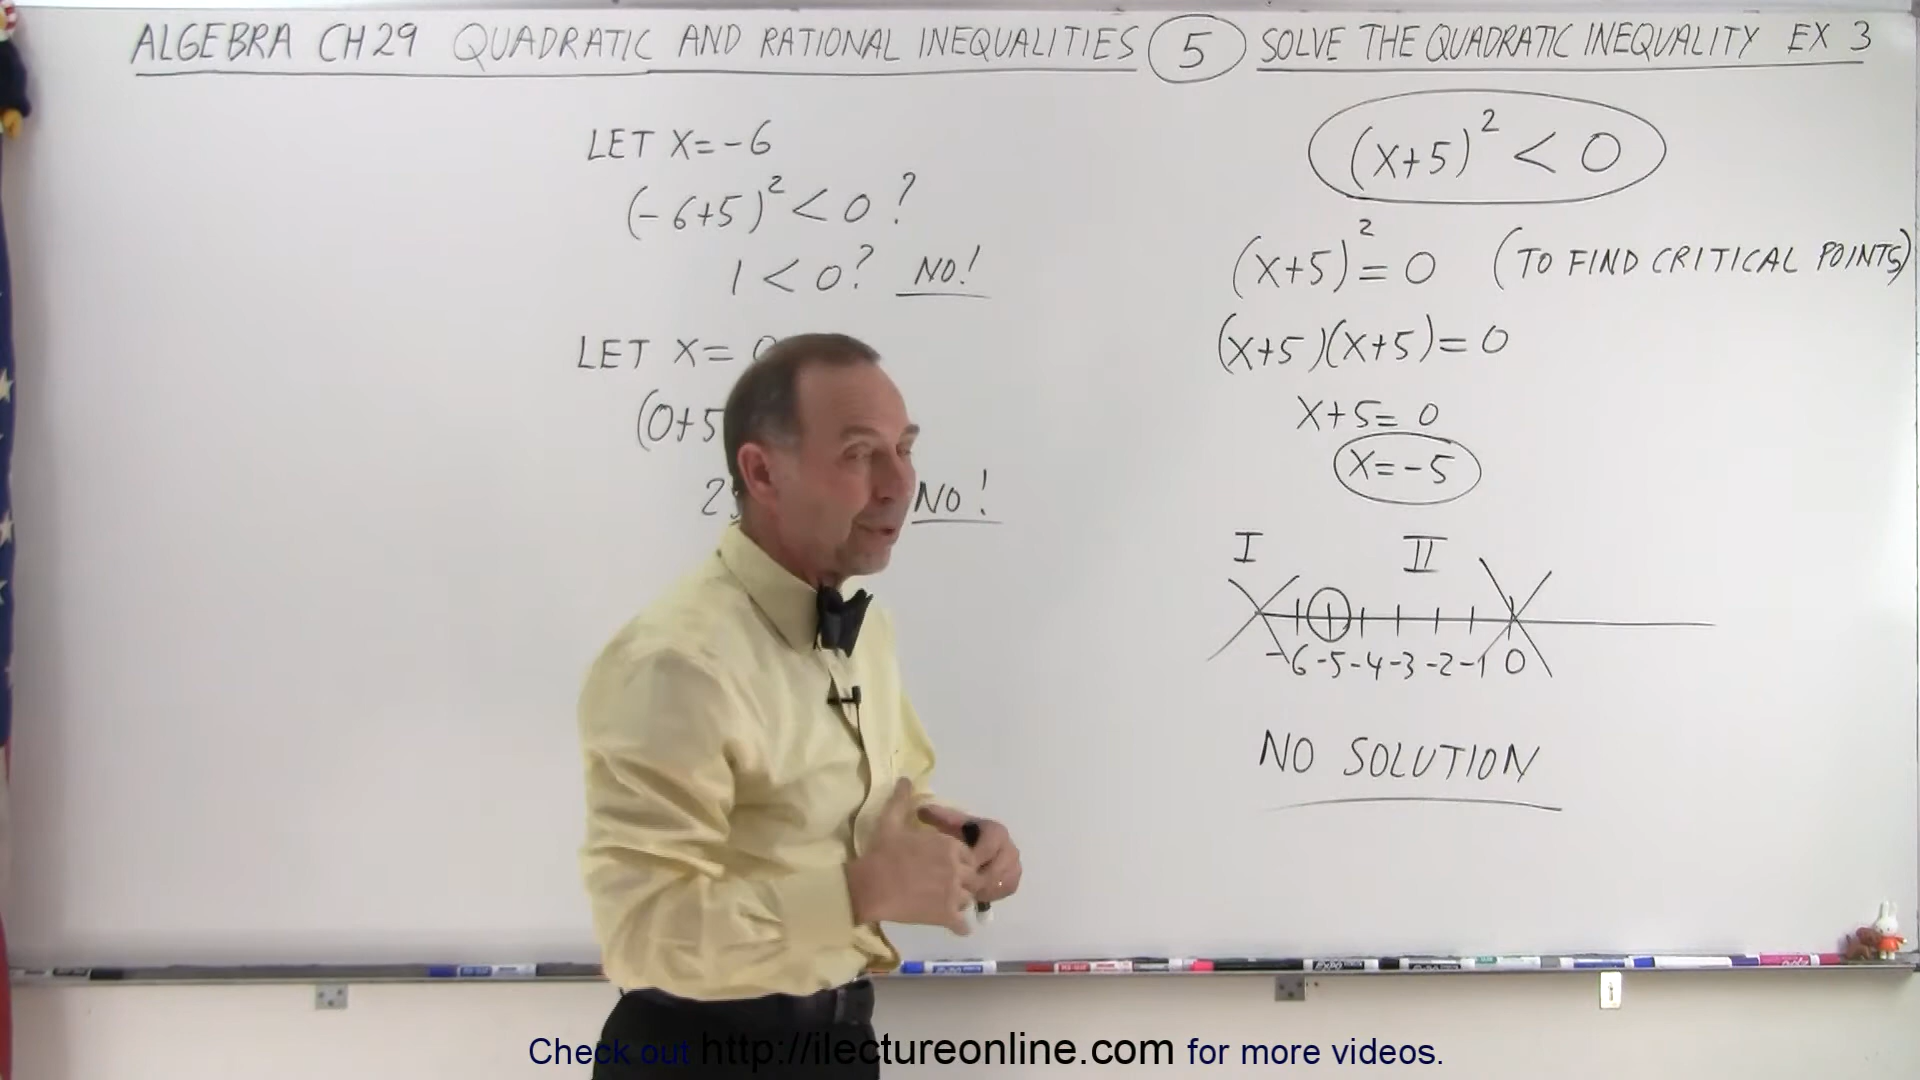 ALGEBRA CH 29 QUADRATIC AND RATIONAL INEQUALITIES 5 SOLVE THE QUADRATIC INEQUALITY EX 3
LET X=-6
(-6+5)² < 0 ?
1 < 0? NO!
LET X= 0
(0+5
2 NO!
(x+5)² < 0
(x+5)² = 0 (TO FIND CRITICAL POINTS)
(x+5)(x+5) = 0
x+5 = 0
x = -5
I II
-6 -5 -4 -3 -2 -1 0
NO SOLUTION
Check out http://ilectureonline.com for more videos.